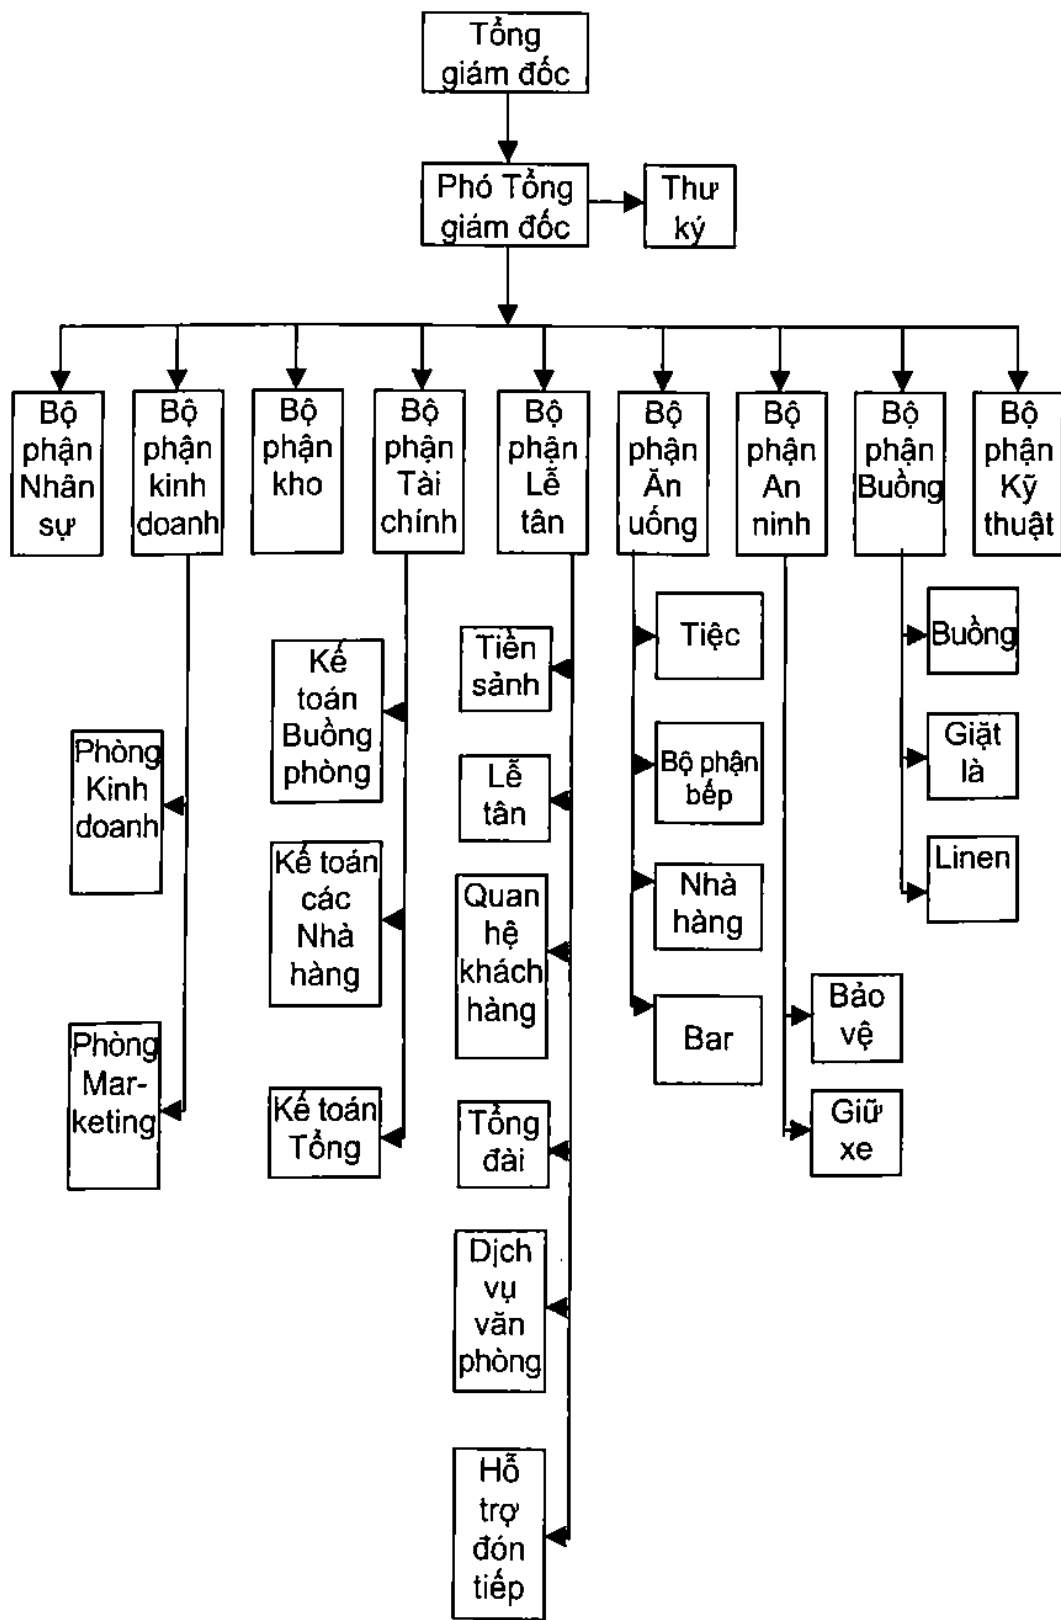 Tổng
giám đốc
Phó Tổng
giám đốc
Thư
ký
Bộ
phận
Nhân
sự
Bộ
phận
kinh
doanh
Bộ
phận
kho
Bộ
phận
Tài
chính
Bộ
phận
Lễ
tân
Bộ
phận
Ăn
uống
Bộ
phận
An
ninh
Bộ
phận
Buồng
Bộ
phận
Kỹ
thuật
Phòng
Kinh
doanh
Phòng
Mar-
keting
Kế
toán
Buồng
phòng
Kế toán
các
Nhà
hàng
Kế toán
Tổng
Tiền
sảnh
Lễ
tân
Quan
hệ
khách
hàng
Tổng
đài
Dịch
vụ
văn
phòng
Hỗ
trợ
đón
tiếp
Tiệc
Bộ phận
bếp
Nhà
hàng
Bar
Bảo
vệ
Giữ
xe
Buồng
Giặt
là
Linen